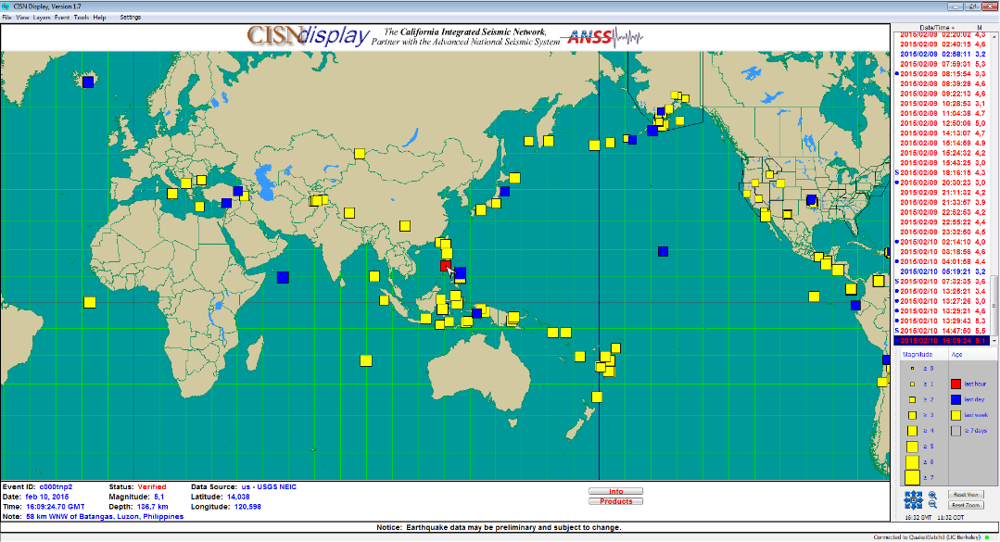 CISN Display, Version 1.7
File View Layers Event Tools Help Settings
CISNdisplay
The California Integrated Seismic Network,
Partner with the Advanced National Seismic System
ANSS
Date/Time M
2015/02/09 02:20:02 4,3
2015/02/09 02:40:15 4,6
2015/02/09 02:58:11 3,2
2015/02/09 07:59:31 5,3
2015/02/09 08:15:54 3,3
2015/02/09 08:39:28 4,6
2015/02/09 09:22:13 4,6
2015/02/09 10:28:53 3,1
2015/02/09 11:04:38 4,7
2015/02/09 12:50:06 5,0
2015/02/09 14:13:07 4,7
2015/02/09 15:14:59 4,9
2015/02/09 15:24:32 4,2
2015/02/09 15:43:25 3,0
S 2015/02/09 18:16:15 4,3
2015/02/09 20:30:23 3,0
2015/02/09 21:11:32 4,2
2015/02/09 21:33:57 3,9
2015/02/09 22:52:53 4,2
2015/02/09 22:55:22 4,4
2015/02/09 23:32:50 4,5
2015/02/10 02:14:10 4,0
2015/02/10 03:18:56 4,6
2015/02/10 04:01:58 4,4
2015/02/10 05:19:21 3,2
S 2015/02/10 07:32:35 3,6
2015/02/10 13:25:21 3,4
2015/02/10 13:27:26 3,0
2015/02/10 13:29:21 4,6
2015/02/10 13:29:43 5,3
S 2015/02/10 14:47:50 5,5
2015/02/10 16:09:24 5,1
Magnitude Age
≥ 0
≥ 1 last hour
≥ 2 last day
≥ 3 last week
≥ 4 ≥ 7 days
≥ 5
≥ 6
≥ 7
Reset View
Reset Zoom
16:32 GMT 11:32 COT
Event ID: c000tnp2 Status: Verified Data Source: us - USGS NEIC
Date: feb 10, 2015 Magnitude: 5,1 Latitude: 14,038
Time: 16:09:24.70 GMT Depth: 136,7 km Longitude: 120,598
Note: 58 km WNW of Batangas, Luzon, Philippines
Info
Products
Notice: Earthquake data may be preliminary and subject to change.
Connected to QuakeWatch3 (UC Berkeley)